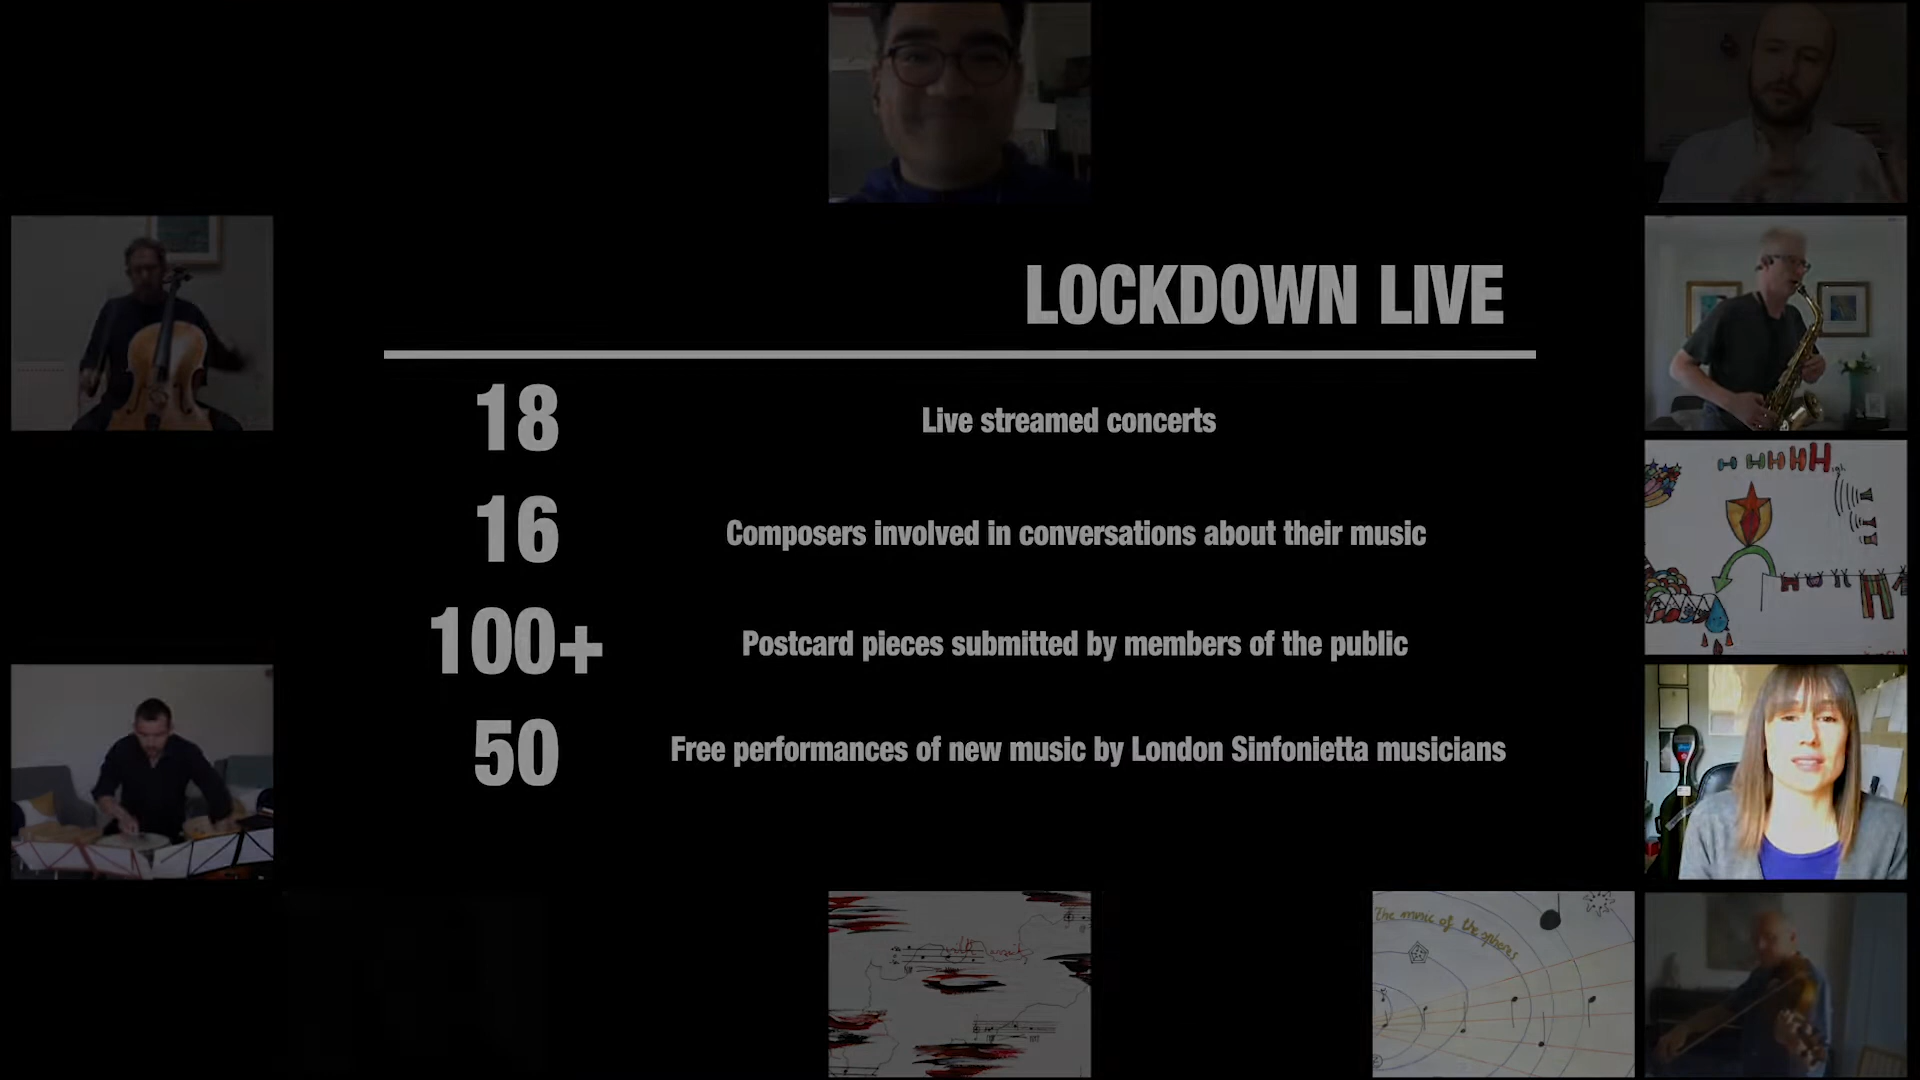 LOCKDOWN LIVE
18 Live streamed concerts
16 Composers involved in conversations about their music
100+ Postcard pieces submitted by members of the public
50 Free performances of new music by London Sinfonietta musicians
The music of the spheres